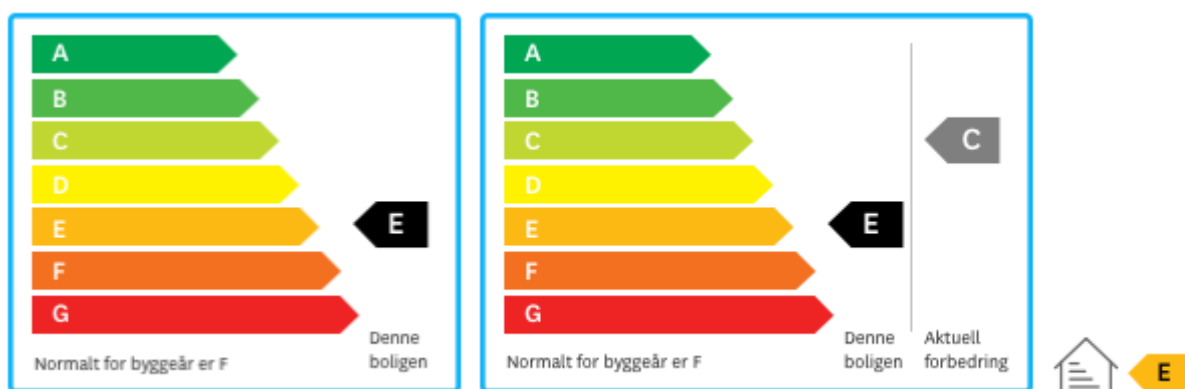 A
B
C
D
E
E
F
G
Denne
boligen
Normalt for byggeår er F
A
B
C
C
D
E
E
F
G
Denne
boligen
Aktuell
forbedring
Normalt for byggeår er F
E